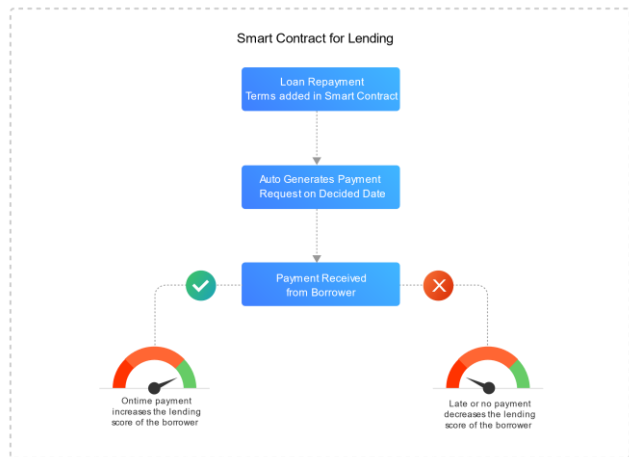 Smart Contract for Lending
Loan Repayment
Terms added in Smart Contract
Auto Generates Payment
Request on Decided Date
Payment Received
from Borrower
Ontime payment
increases the lending
score of the borrower
Late or no payment
decreases the lending
score of the borrower